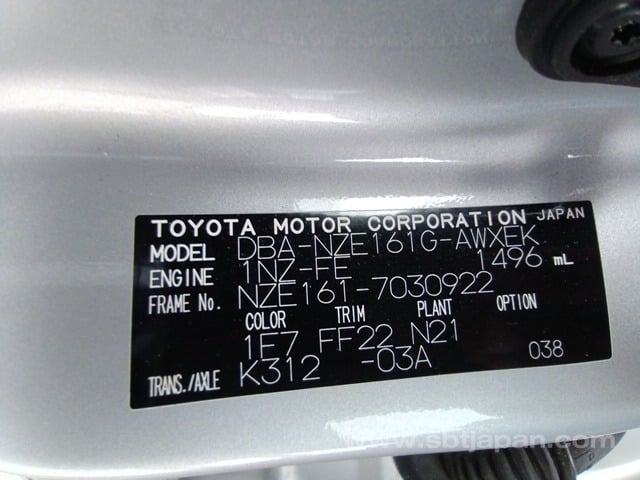 TOYOTA MOTOR CORPORATION JAPAN
MODEL DBA-NZE161G-AWXEK
ENGINE 1NZ-FE 1496 mL
FRAME No. NZE161-7030922
COLOR TRIM PLANT OPTION
1E7 FF22 N21
TRANS./AXLE K312 -03A 038
www.sbtjapan.com